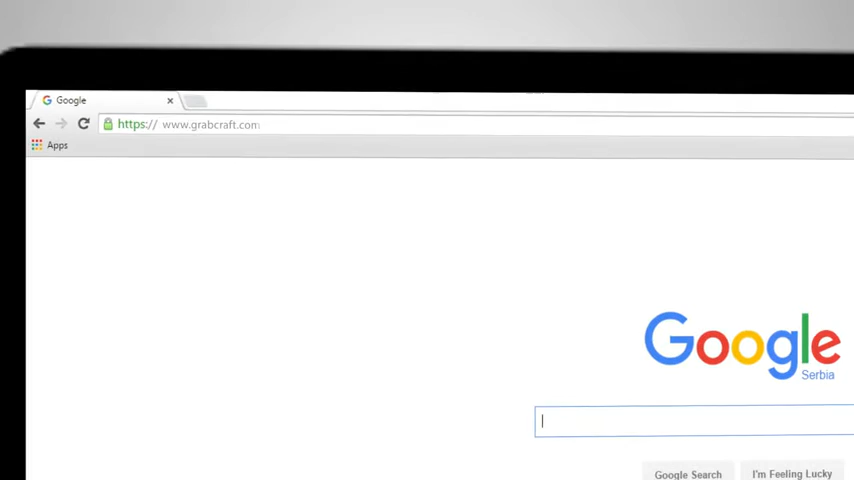 Google
https:// www.grabcraft.com
Apps
Google
Serbia
Google Search
I'm Feeling Lucky